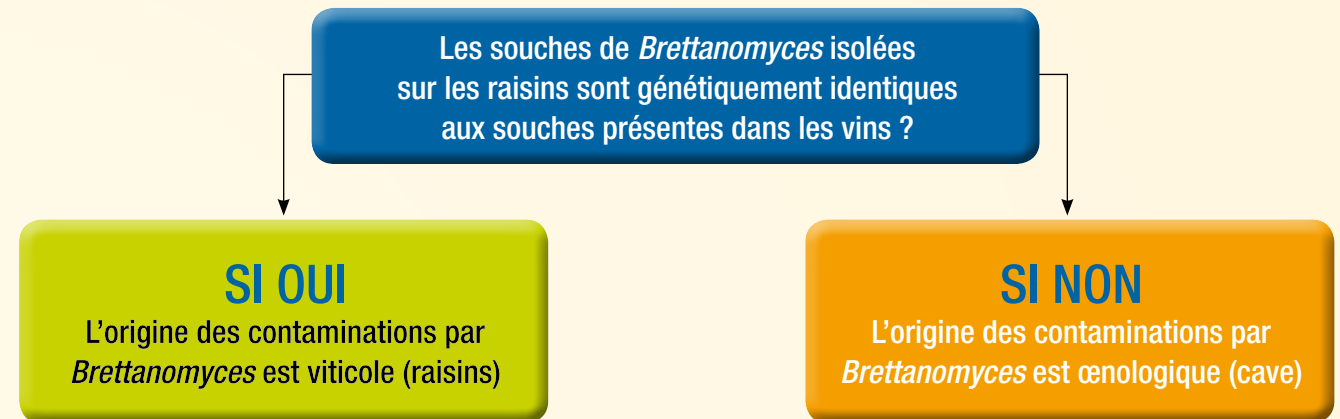 Les souches de Brettanomyces isolées
sur les raisins sont génétiquement identiques
aux souches présentes dans les vins ?
SI OUI
L'origine des contaminations par
Brettanomyces est viticole (raisins)
SI NON
L'origine des contaminations par
Brettanomyces est œnologique (cave)